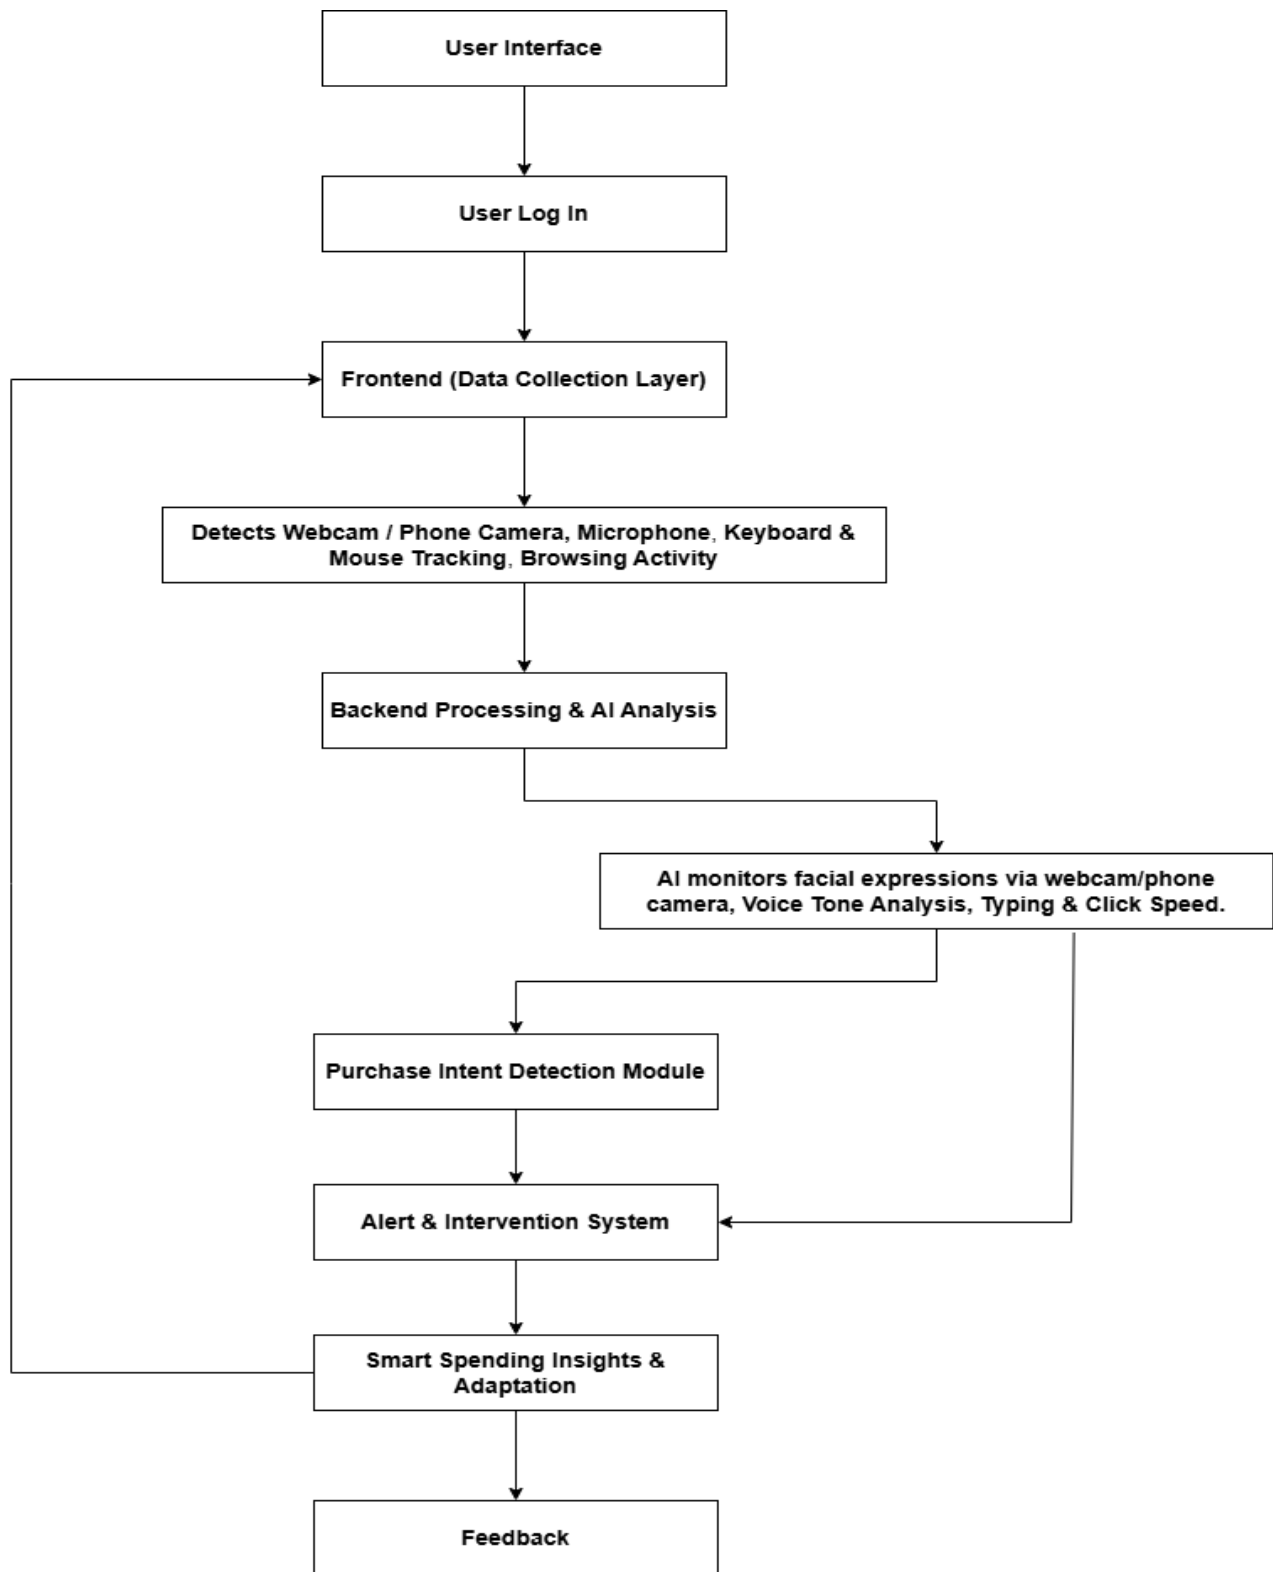 User Interface
User Log In
Frontend (Data Collection Layer)
Detects Webcam / Phone Camera, Microphone, Keyboard &
Mouse Tracking, Browsing Activity
Backend Processing & AI Analysis
AI monitors facial expressions via webcam/phone
camera, Voice Tone Analysis, Typing & Click Speed.
Purchase Intent Detection Module
Alert & Intervention System
Smart Spending Insights &
Adaptation
Feedback